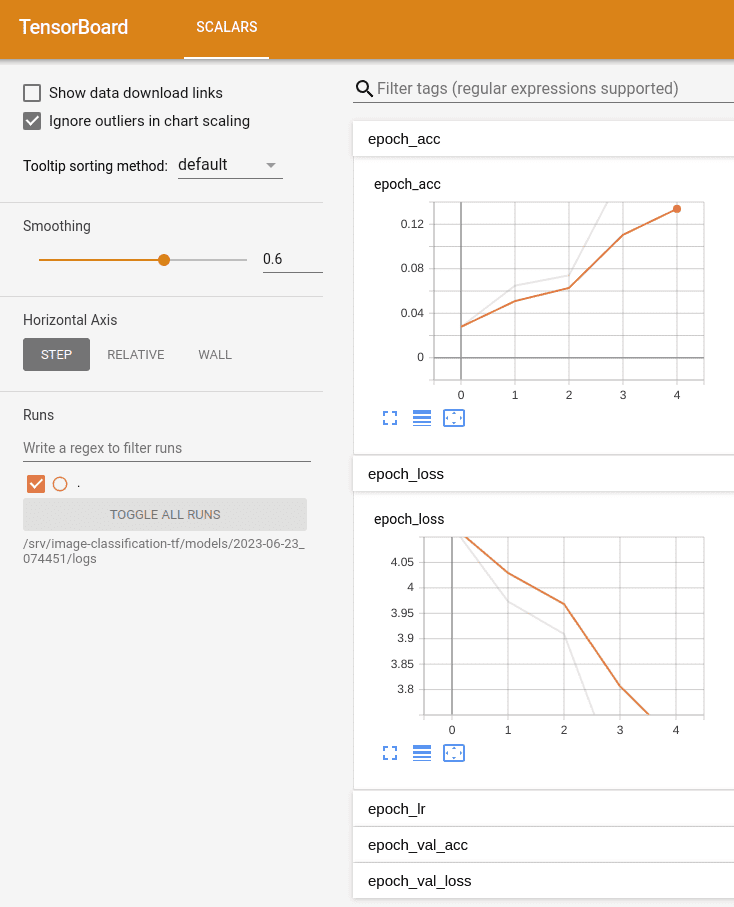 TensorBoard
SCALARS
Show data download links
Ignore outliers in chart scaling
Tooltip sorting method: default
Smoothing
0.6
Horizontal Axis
STEP RELATIVE WALL
Runs
Write a regex to filter runs
.
TOGGLE ALL RUNS
/srv/image-classification-tf/models/2023-06-23_
074451/logs
Filter tags (regular expressions supported)
epoch_acc
epoch_acc
0.12
0.08
0.04
0
0 1 2 3 4
epoch_loss
epoch_loss
4.05
4
3.95
3.9
3.85
3.8
0 1 2 3 4
epoch_lr
epoch_val_acc
epoch_val_loss